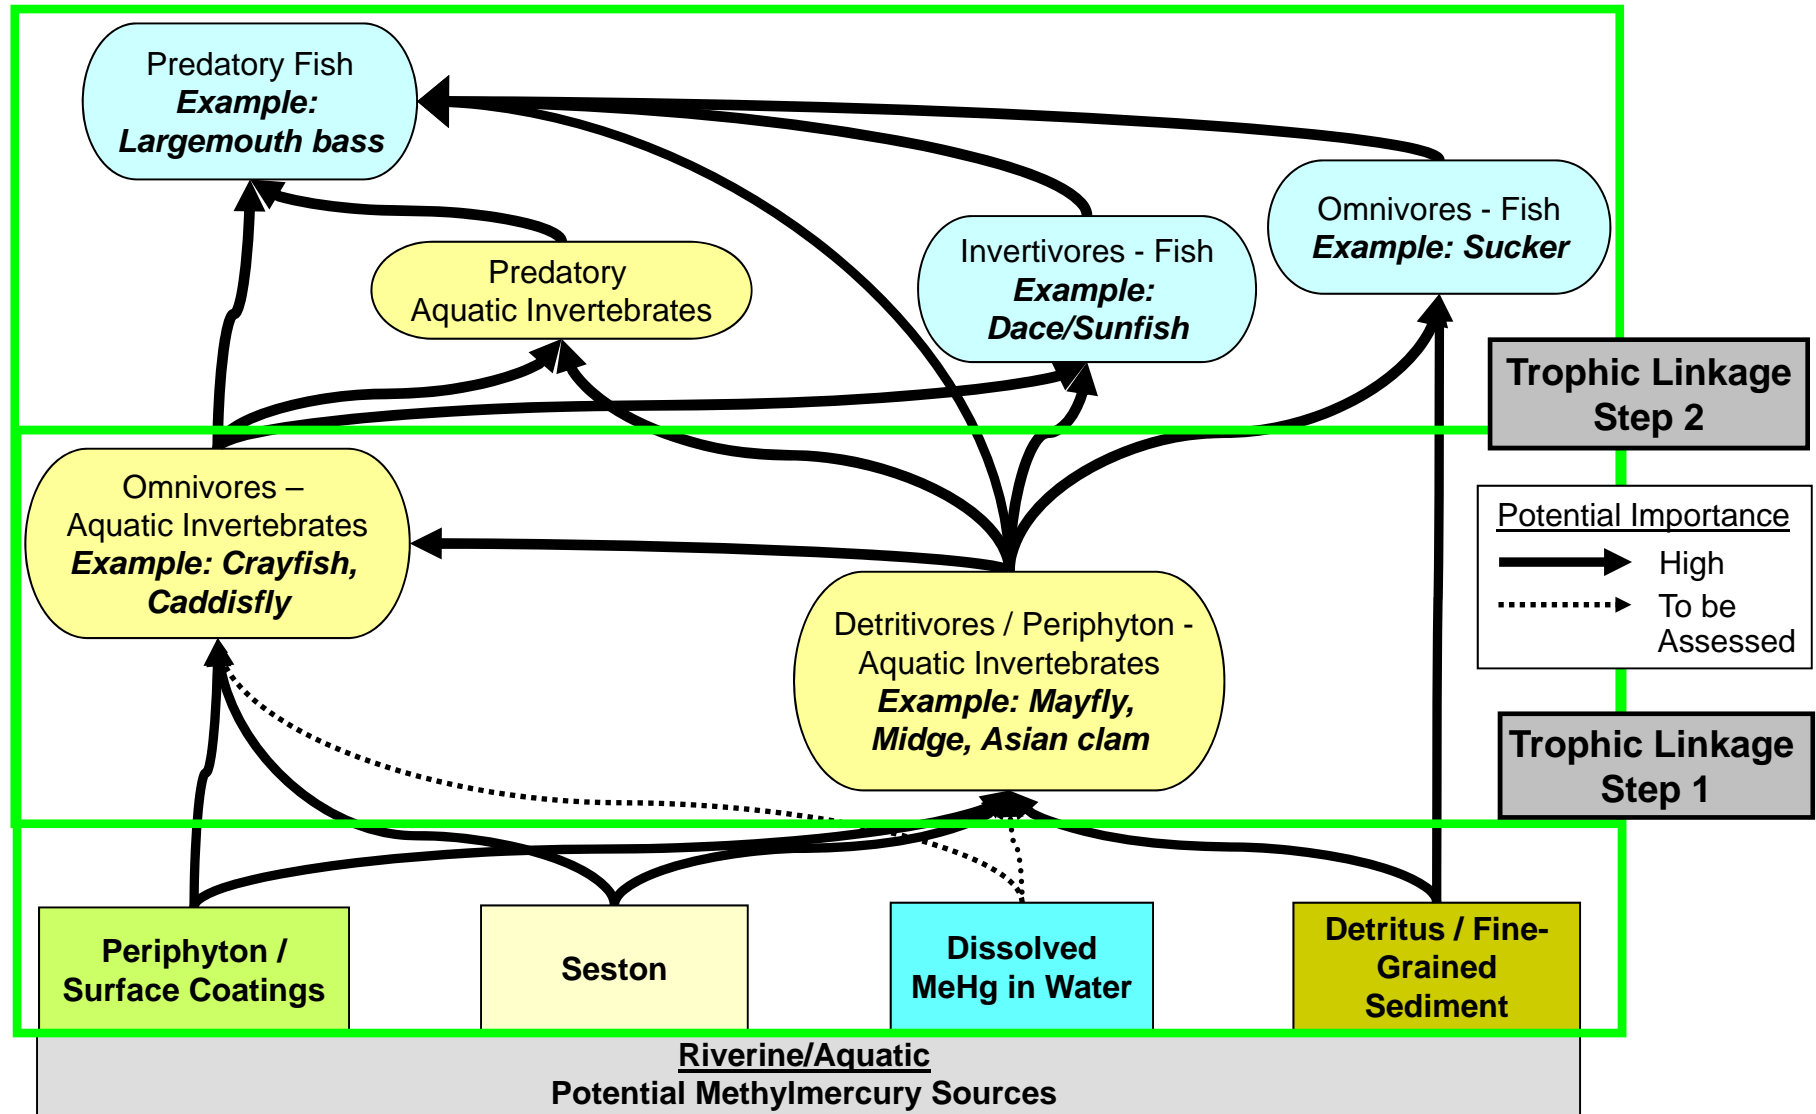 Predatory Fish
Example:
Largemouth bass
Predatory
Aquatic Invertebrates
Invertivores - Fish
Example:
Dace/Sunfish
Omnivores - Fish
Example: Sucker
Trophic Linkage
Step 2
Omnivores –
Aquatic Invertebrates
Example: Crayfish,
Caddisfly
Detritivores / Periphyton -
Aquatic Invertebrates
Example: Mayfly,
Midge, Asian clam
Potential Importance
High
To be
Assessed
Trophic Linkage
Step 1
Periphyton /
Surface Coatings
Seston
Dissolved
MeHg in Water
Detritus / Fine-
Grained
Sediment
Riverine/Aquatic
Potential Methylmercury Sources